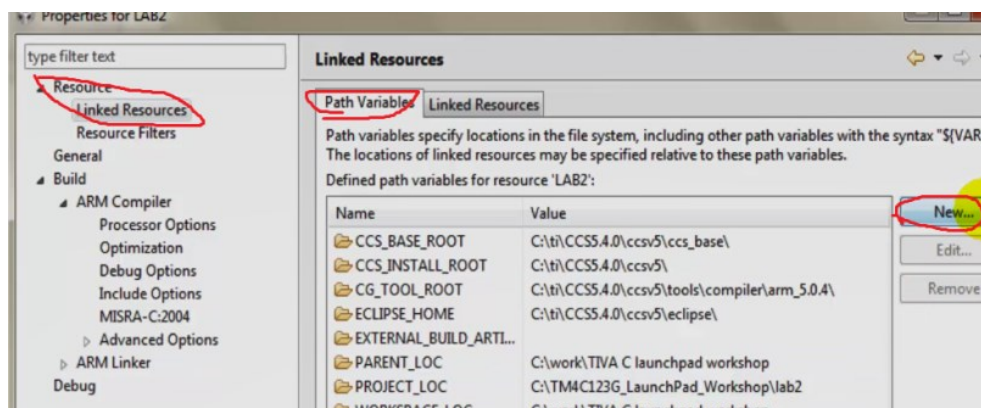 Properties for LAB2
type filter text
Linked Resources
Resource
Linked Resources
Resource Filters
General
Build
ARM Compiler
Processor Options
Optimization
Debug Options
Include Options
MISRA-C:2004
Advanced Options
ARM Linker
Debug
Path Variables Linked Resources
Path variables specify locations in the file system, including other path variables with the syntax "${VAR
The locations of linked resources may be specified relative to these path variables.
Defined path variables for resource 'LAB2':
Name Value
CCS_BASE_ROOT C:\ti\CCS5.4.0\ccsv5\ccs_base\
CCS_INSTALL_ROOT C:\ti\CCS5.4.0\ccsv5\
CG_TOOL_ROOT C:\ti\CCS5.4.0\ccsv5\tools\compiler\arm_5.0.4\
ECLIPSE_HOME C:\ti\CCS5.4.0\ccsv5\eclipse\
EXTERNAL_BUILD_ARTI...
PARENT_LOC C:\work\TIVA C launchpad workshop
PROJECT_LOC C:\TM4C123G_LaunchPad_Workshop\lab2
New...
Edit...
Remove